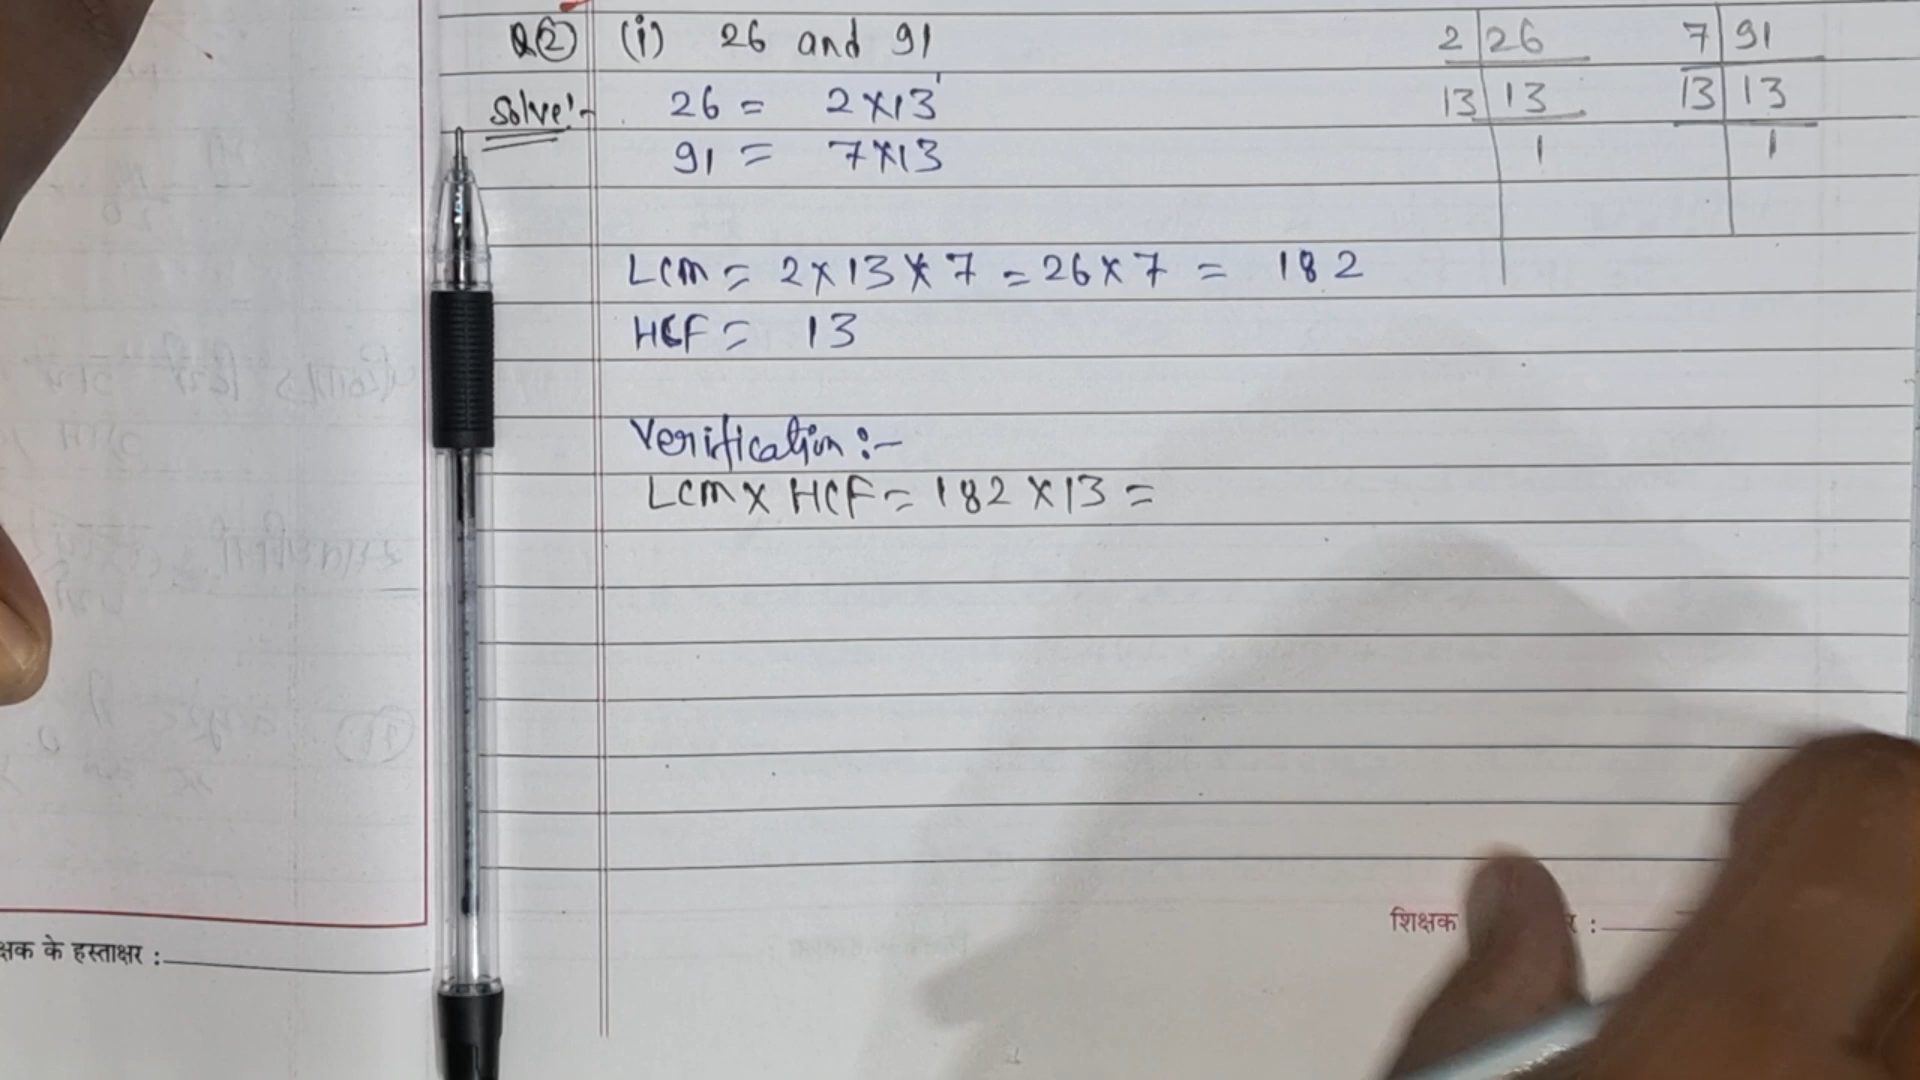 Q② (i) 26 and 91
Solve:- 26 = 2×13
91 = 7×13
2 26
13 13
1
7 91
13 13
1
LCM = 2×13×7 = 26×7 = 182
HCF = 13
Verification :-
LCM × HCF = 182 × 13 =
शिक्षक :
क्षक के हस्ताक्षर :